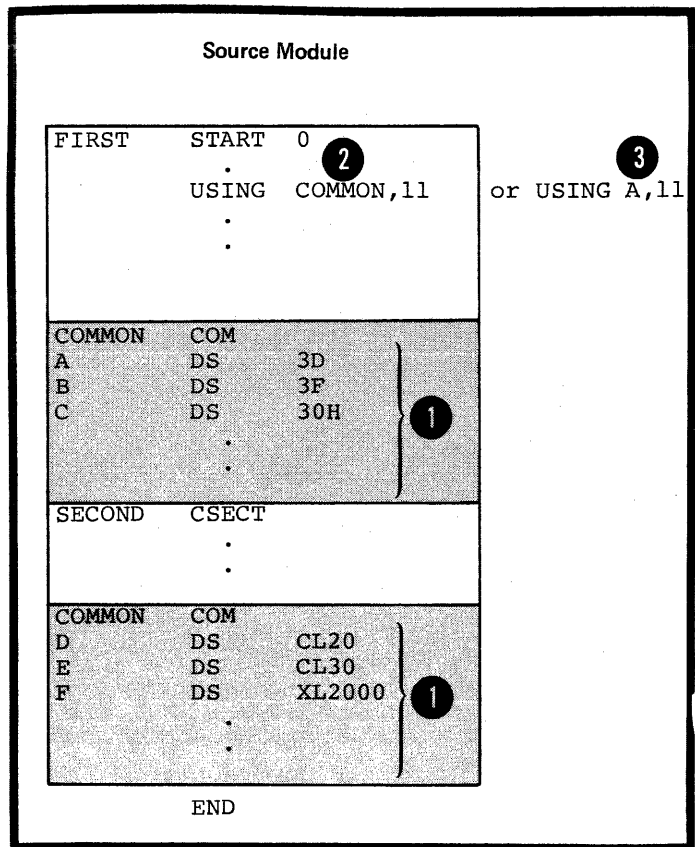 Source Module
FIRST START 0
2 3
.
USING COMMON,11 or USING A,11
.
.
COMMON COM
A DS 3D
B DS 3F
C DS 30H
1
.
.
SECOND CSECT
.
.
COMMON COM
D DS CL20
E DS CL30
F DS XL2000
1
.
.
END